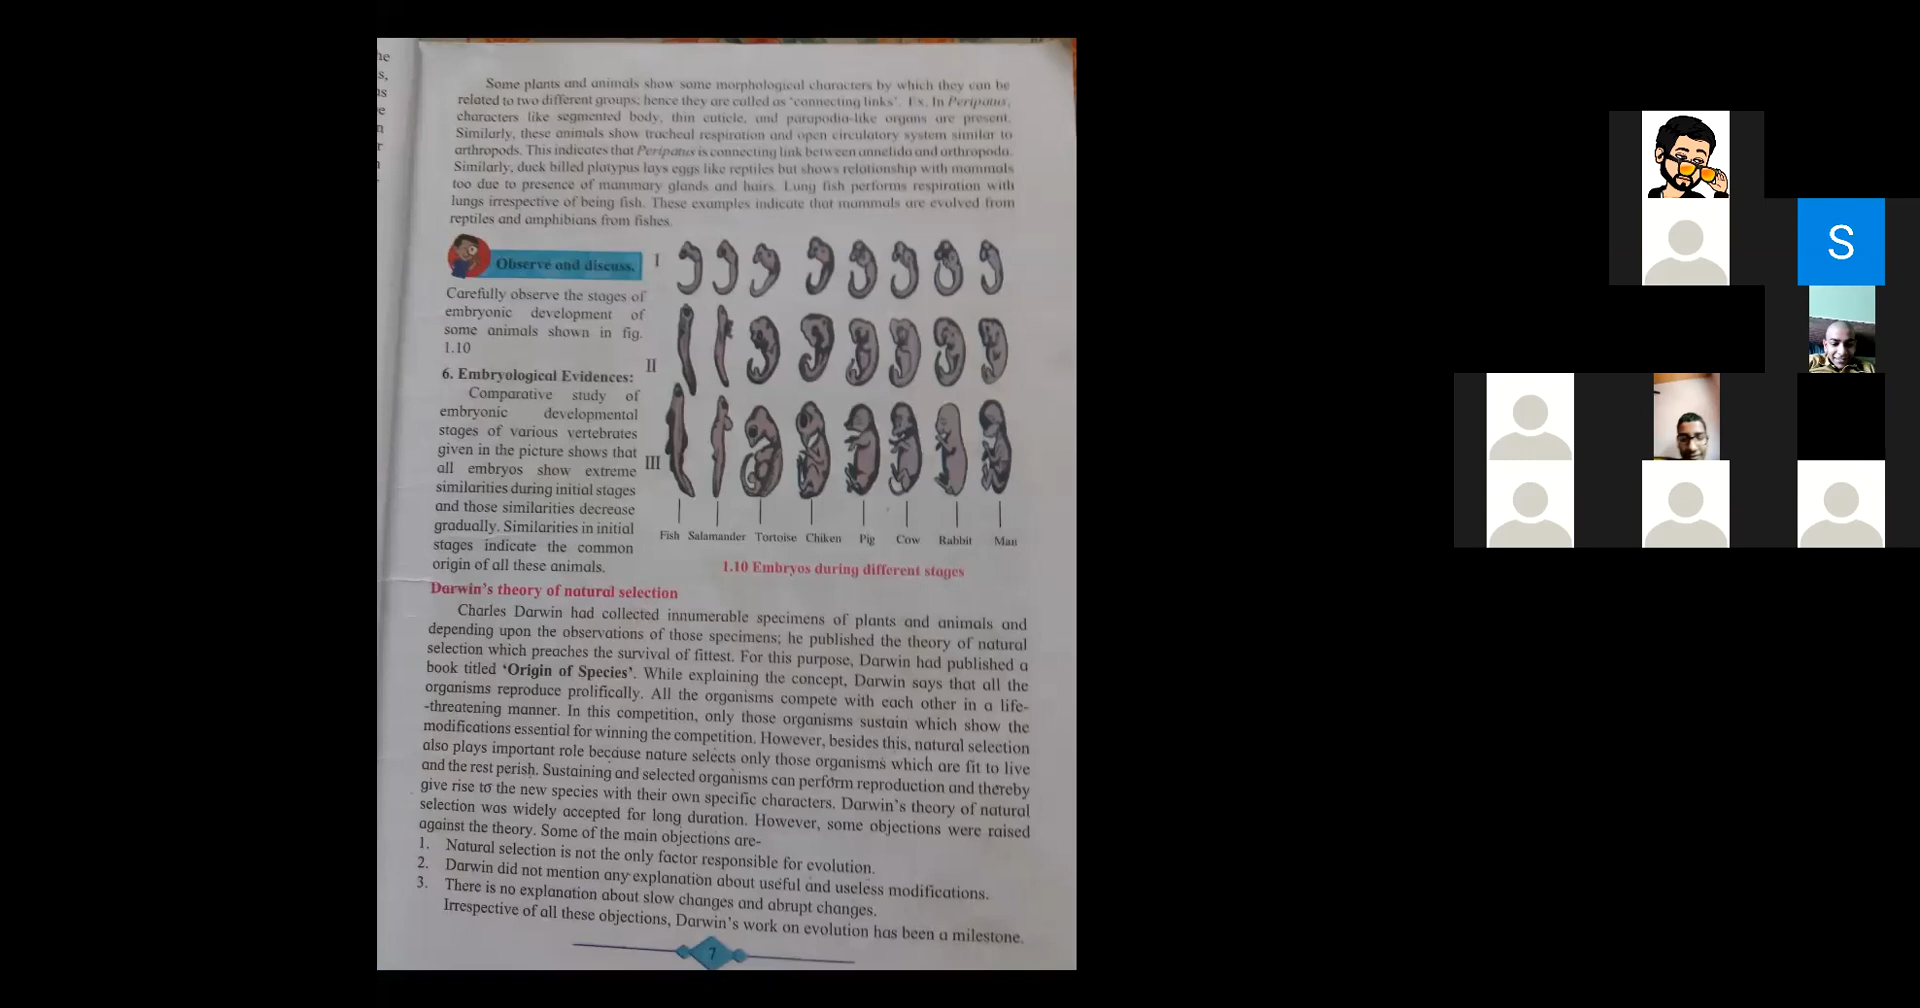 he
s,
as
e
n
r
Some plants and animals show some morphological characters by which they can be
related to two different groups; hence they are called as 'connecting links'. Ex. In Peripatus,
characters like segmented body, thin cuticle, and parapodia-like organs are present.
Similarly, these animals show tracheal respiration and open circulatory system similar to
arthropods. This indicates that Peripatus is connecting link between annelida and arthropoda.
Similarly, duck billed platypus lays eggs like reptiles but shows relationship with mammals
too due to presence of mammary glands and hairs. Lung fish performs respiration with
lungs irrespective of being fish. These examples indicate that mammals are evolved from
reptiles and amphibians from fishes.
Observe and discuss.
Carefully observe the stages of
embryonic development of
some animals shown in fig.
1.10
6. Embryological Evidences:
Comparative study of
embryonic developmental
stages of various vertebrates
given in the picture shows that
all embryos show extreme
similarities during initial stages
and those similarities decrease
gradually. Similarities in initial
stages indicate the common
origin of all these animals.
I
II
III
Fish Salamander Tortoise Chiken Pig Cow Rabbit Man
1.10 Embryos during different stages
Darwin's theory of natural selection
Charles Darwin had collected innumerable specimens of plants and animals and
depending upon the observations of those specimens; he published the theory of natural
selection which preaches the survival of fittest. For this purpose, Darwin had published a
book titled 'Origin of Species'. While explaining the concept, Darwin says that all the
organisms reproduce prolifically. All the organisms compete with each other in a life-
-threatening manner. In this competition, only those organisms sustain which show the
modifications essential for winning the competition. However, besides this, natural selection
also plays important role because nature selects only those organisms which are fit to live
and the rest perish. Sustaining and selected organisms can perform reproduction and thereby
give rise to the new species with their own specific characters. Darwin's theory of natural
selection was widely accepted for long duration. However, some objections were raised
against the theory. Some of the main objections are-
1. Natural selection is not the only factor responsible for evolution.
2. Darwin did not mention any explanation about useful and useless modifications.
3. There is no explanation about slow changes and abrupt changes.
Irrespective of all these objections, Darwin's work on evolution has been a milestone.
7
S